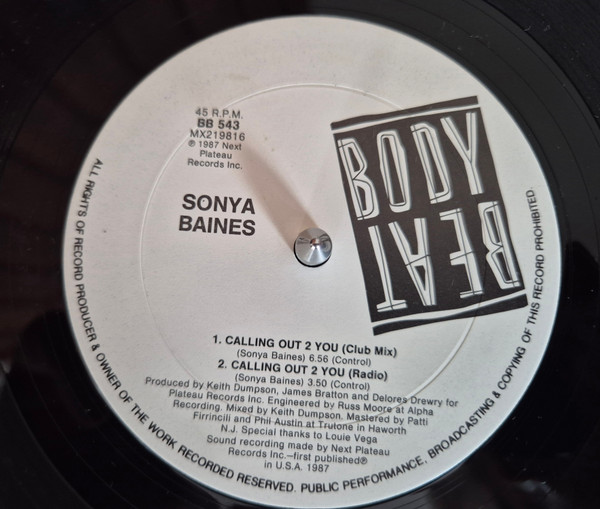 45 R.P.M.
BB 543
MX219816
℗ 1987 Next
Plateau
Records Inc.
SONYA
BAINES
BODY
BEAT
1. CALLING OUT 2 YOU (Club Mix)
(Sonya Baines) 6.56 (Control)
2. CALLING OUT 2 YOU (Radio)
(Sonya Baines) 3.50 (Control)
Produced by Keith Dumpson, James Bratton and Delores Drewry for
Plateau Records Inc. Engineered by Russ Moore at Alpha
Recording. Mixed by Keith Dumpson. Mastered by Patti
Firrincili and Phil Austin at Trutone in Haworth
N.J. Special thanks to Louie Vega
Sound recording made by Next Plateau
Records Inc.—first published℗
in U.S.A. 1987
ALL RIGHTS OF RECORD PRODUCER & OWNER OF THE WORK RECORDED RESERVED. PUBLIC PERFORMANCE, BROADCASTING & COPYING OF THIS RECORD PROHIBITED.